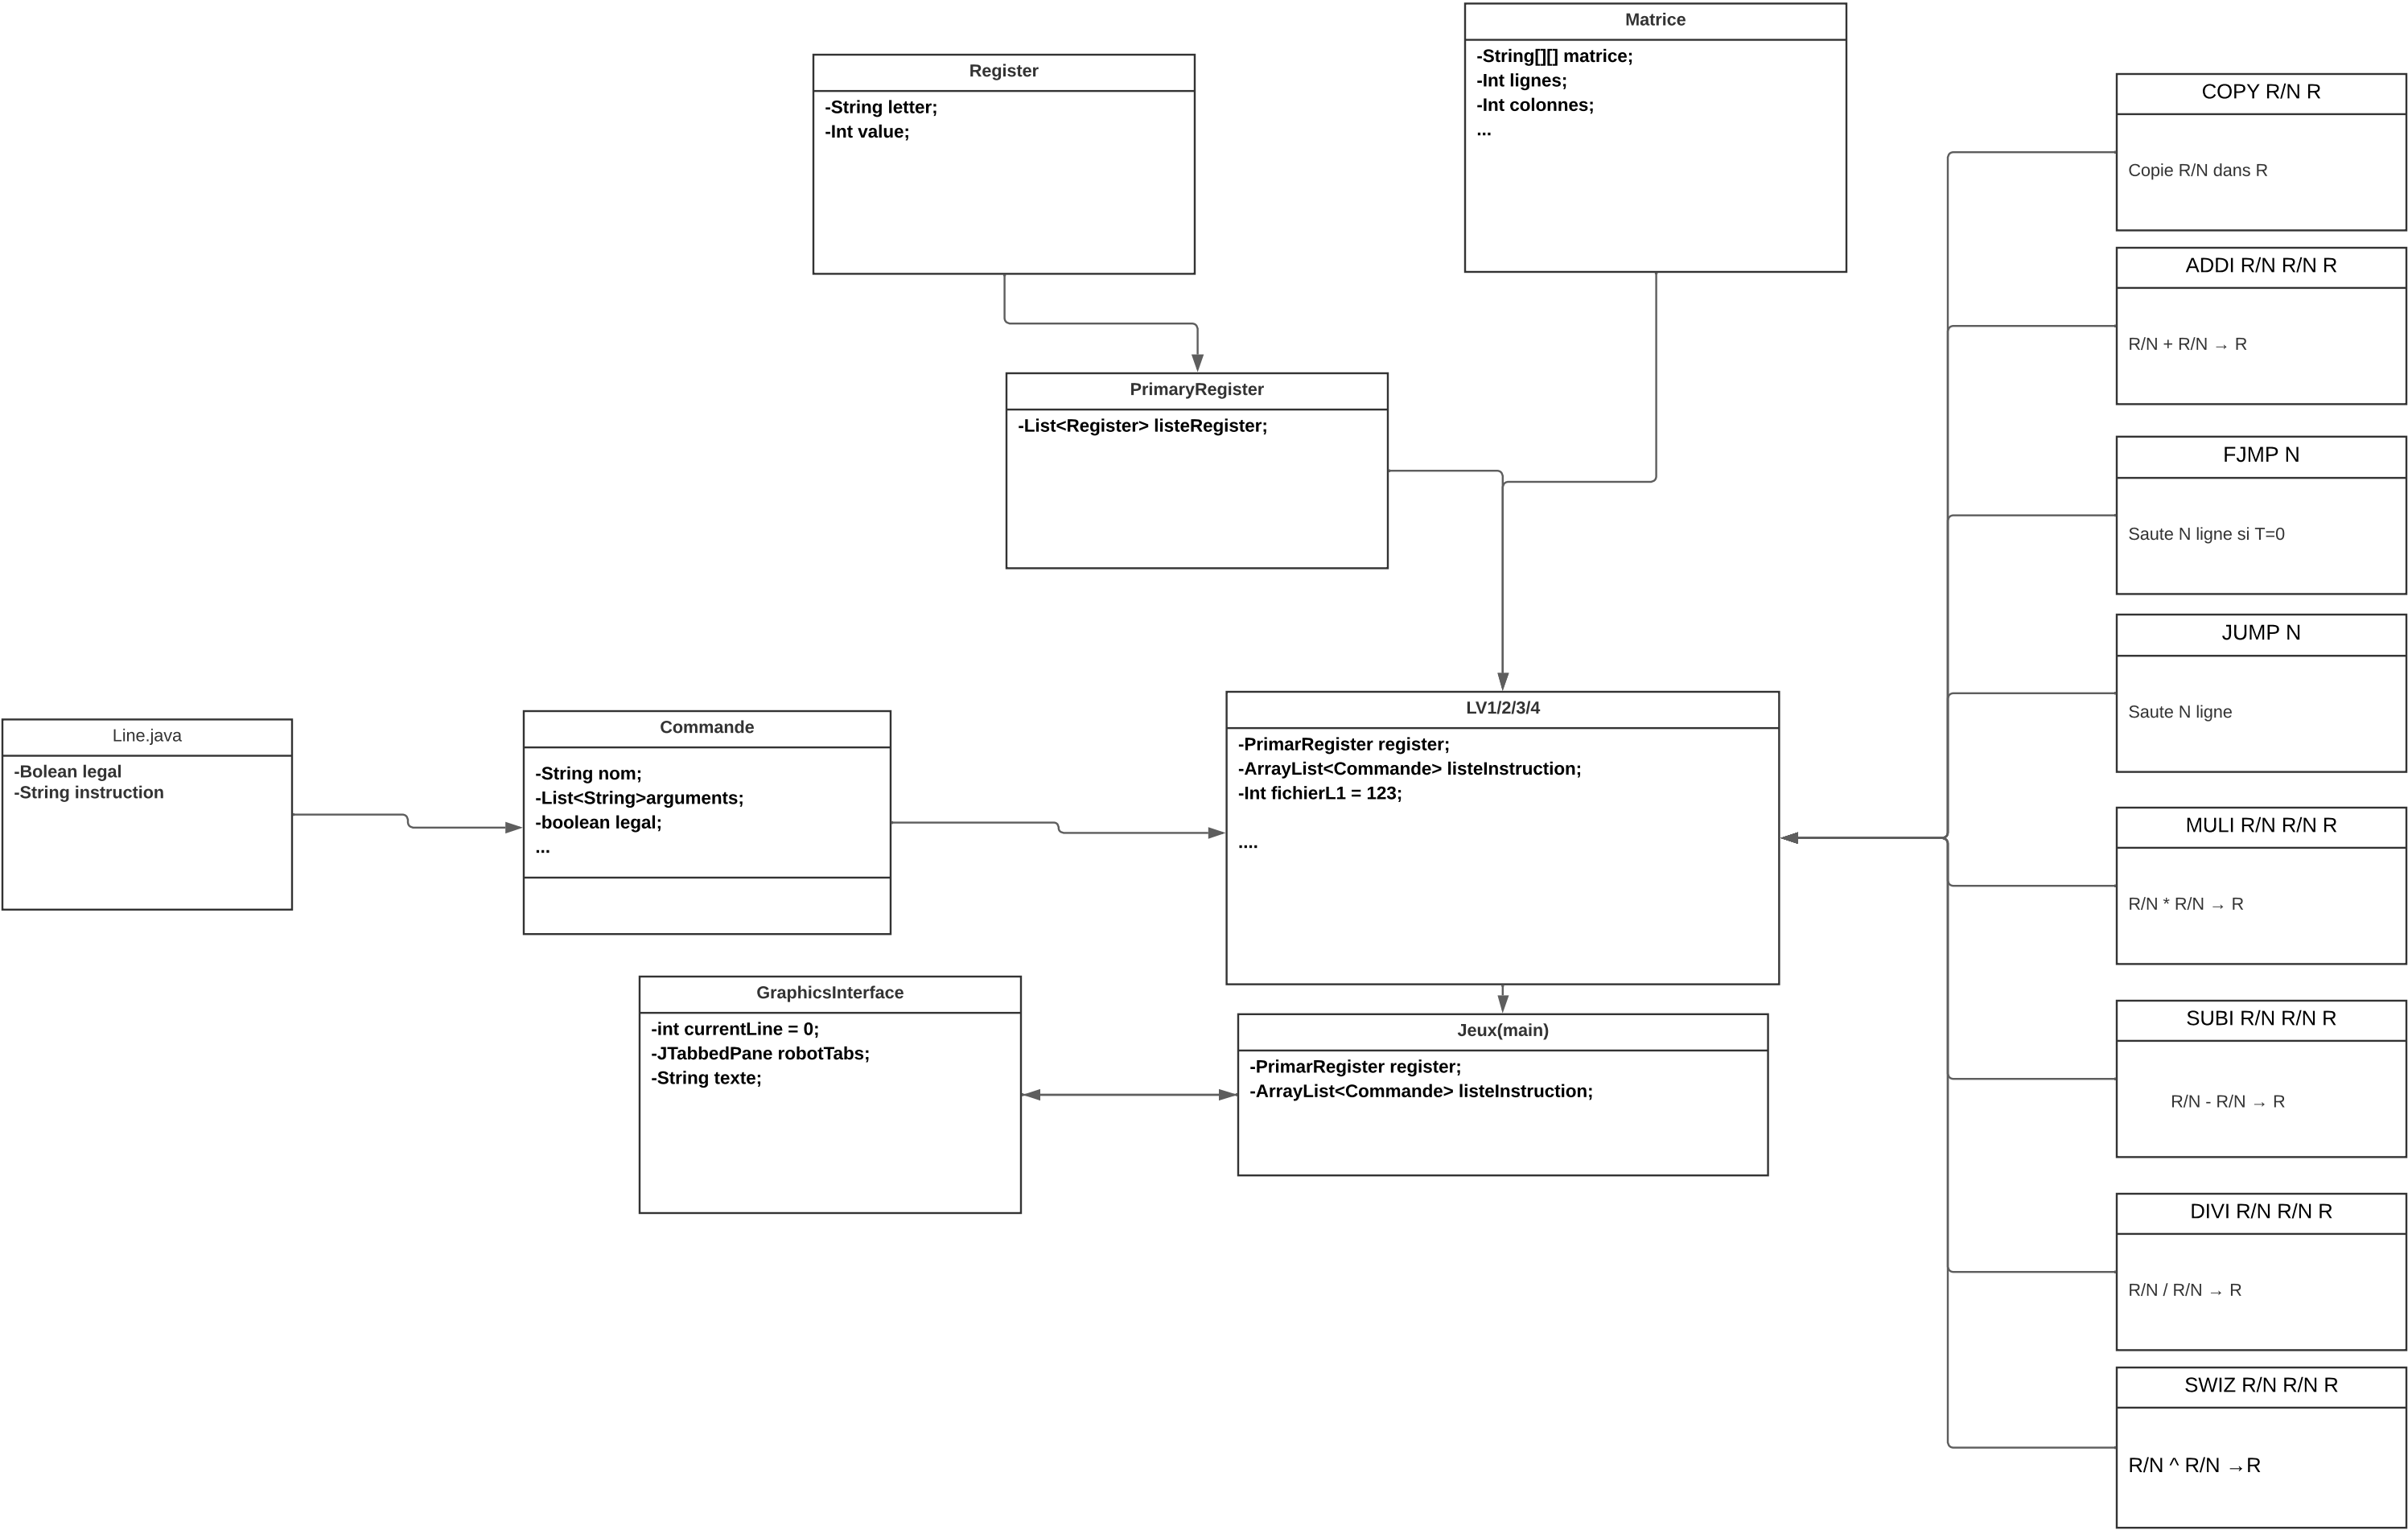 Matrice
-String[][] matrice;
-Int lignes;
-Int colonnes;
...
Register
-String letter;
-Int value;
PrimaryRegister
-List<Register> listeRegister;
Line.java
-Bolean legal
-String instruction
Commande
-String nom;
-List<String>arguments;
-boolean legal;
...
LV1/2/3/4
-PrimarRegister register;
-ArrayList<Commande> listeInstruction;
-Int fichierL1 = 123;
....
GraphicsInterface
-int currentLine = 0;
-JTabbedPane robotTabs;
-String texte;
Jeux(main)
-PrimarRegister register;
-ArrayList<Commande> listeInstruction;
COPY R/N R
Copie R/N dans R
ADDI R/N R/N R
R/N + R/N → R
FJMP N
Saute N ligne si T=0
JUMP N
Saute N ligne
MULI R/N R/N R
R/N * R/N → R
SUBI R/N R/N R
R/N - R/N → R
DIVI R/N R/N R
R/N / R/N → R
SWIZ R/N R/N R
R/N ^ R/N →R